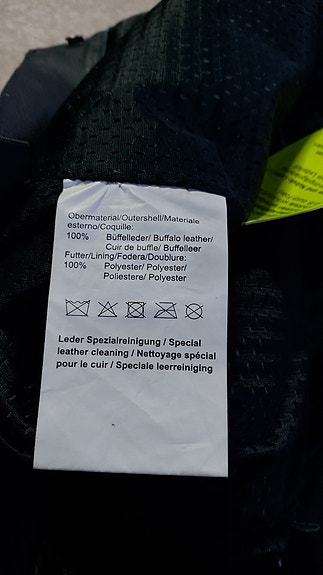 Obermaterial/Outershell/Materiale
esterno/Coquille:
100% Büffelleder/ Buffalo leather/
Cuir de buffle/ Buffelleer
Futter/Lining/Fodera/Doublure:
100% Polyester/ Polyester/
Poliestere/ Polyester
Leder Spezialreinigung / Special
leather cleaning / Nettoyage spécial
pour le cuir / Speciale leerreiniging